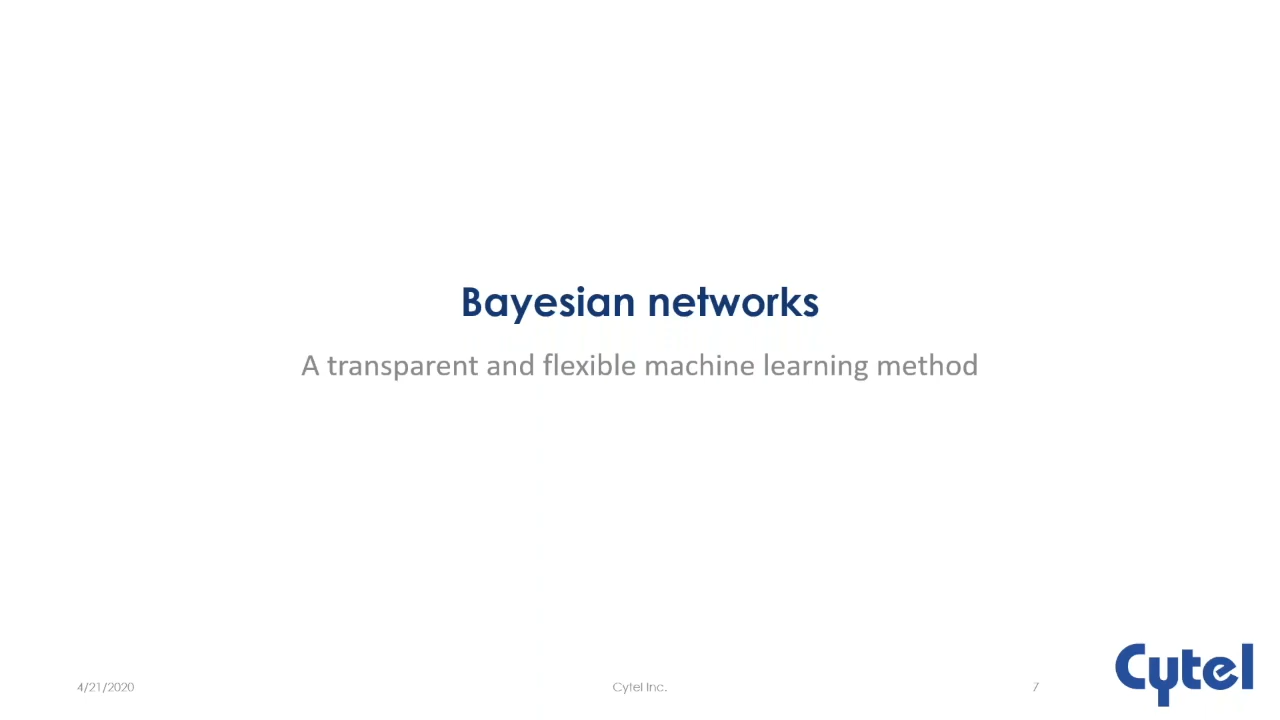 Bayesian networks
A transparent and flexible machine learning method
4/21/2020
Cytel Inc.
7
Cytel